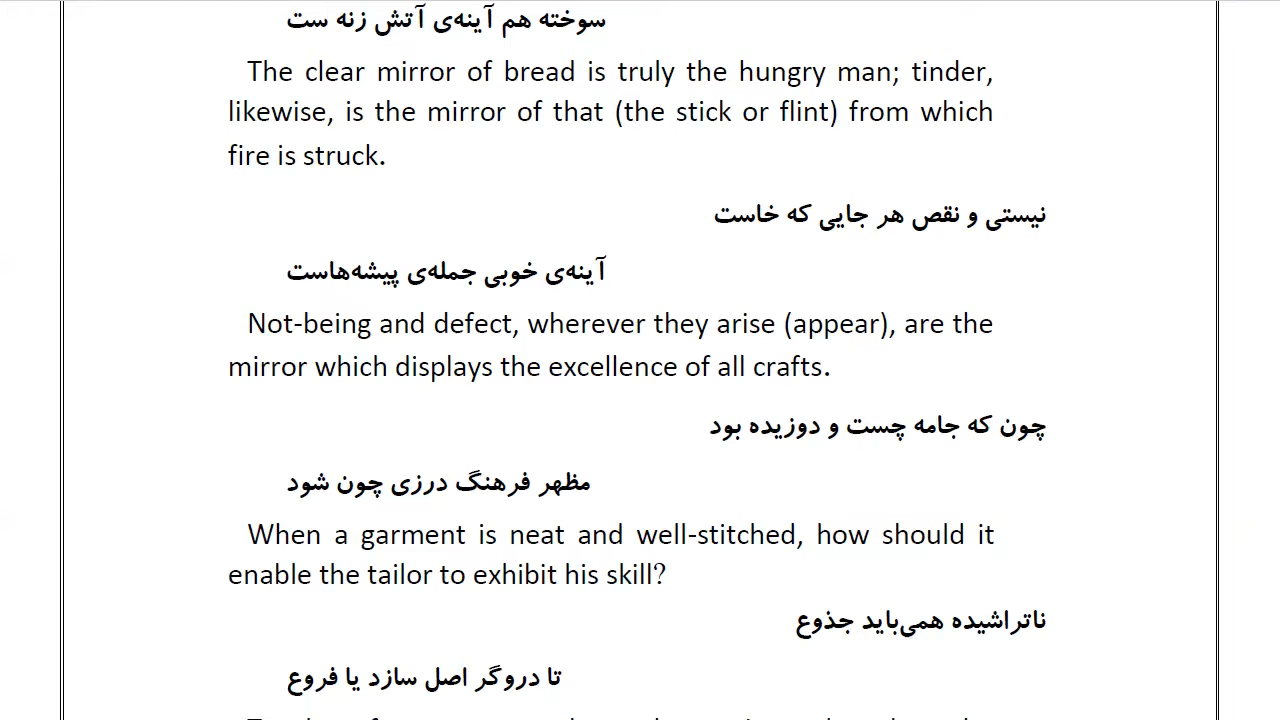 سوخته هم آینه‌ی آتش زنه ست
The clear mirror of bread is truly the hungry man; tinder,
likewise, is the mirror of that (the stick or flint) from which
fire is struck.
نیستی و نقص هر جایی که خاست
آینه‌ی خوبی جمله‌ی پیشه‌هاست
Not-being and defect, wherever they arise (appear), are the
mirror which displays the excellence of all crafts.
چون که جامه چست و دوزیده بود
مظهر فرهنگ درزی چون شود
When a garment is neat and well-stitched, how should it
enable the tailor to exhibit his skill?
ناتراشیده همی‌باید جذوع
تا دروگر اصل سازد یا فروع